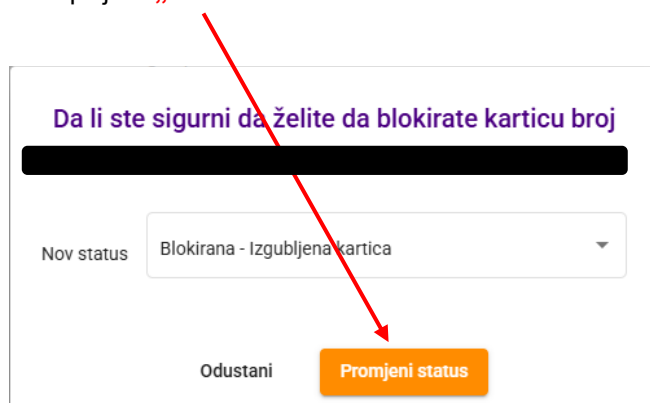 „
Da li ste sigurni da želite da blokirate karticu broj
Nov status
Blokirana - Izgubljena kartica
Odustani
Promjeni status